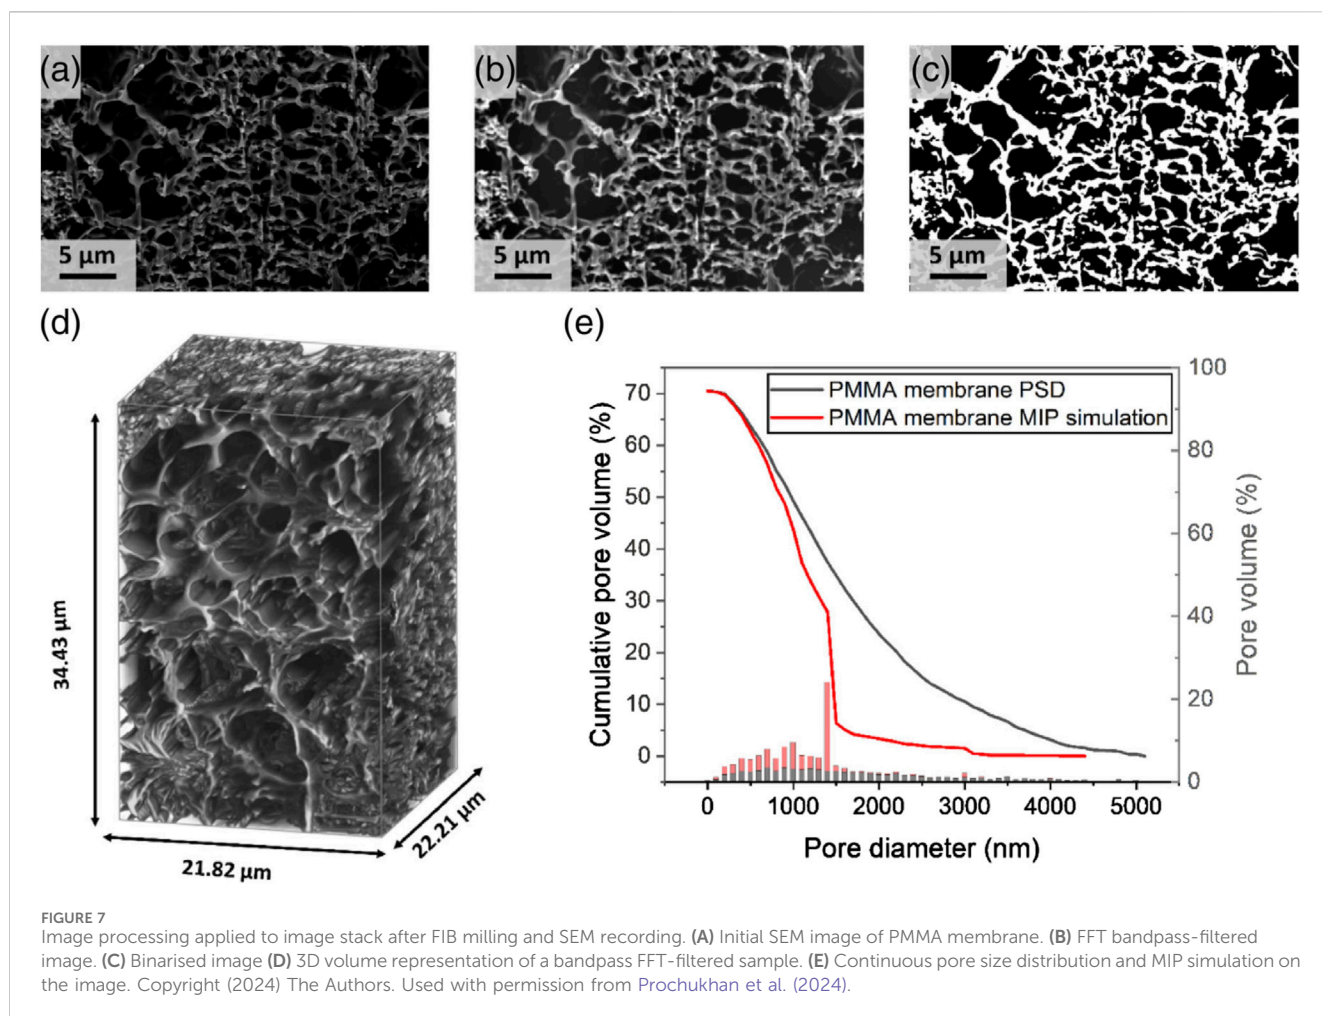 (a)
(b)
(c)
5 µm
5 µm
5 µm
(d)
(e)
34.43 µm
21.82 µm
22.21 µm
PMMA membrane PSD
PMMA membrane MIP simulation
Cumulative pore volume (%)
70
60
50
40
30
20
10
0
100
80
60
40
20
0
Pore volume (%)
0 1000 2000 3000 4000 5000
Pore diameter (nm)
FIGURE 7
Image processing applied to image stack after FIB milling and SEM recording. (A) Initial SEM image of PMMA membrane. (B) FFT bandpass-filtered
image. (C) Binarised image (D) 3D volume representation of a bandpass FFT-filtered sample. (E) Continuous pore size distribution and MIP simulation on
the image. Copyright (2024) The Authors. Used with permission from Prochukhan et al. (2024).